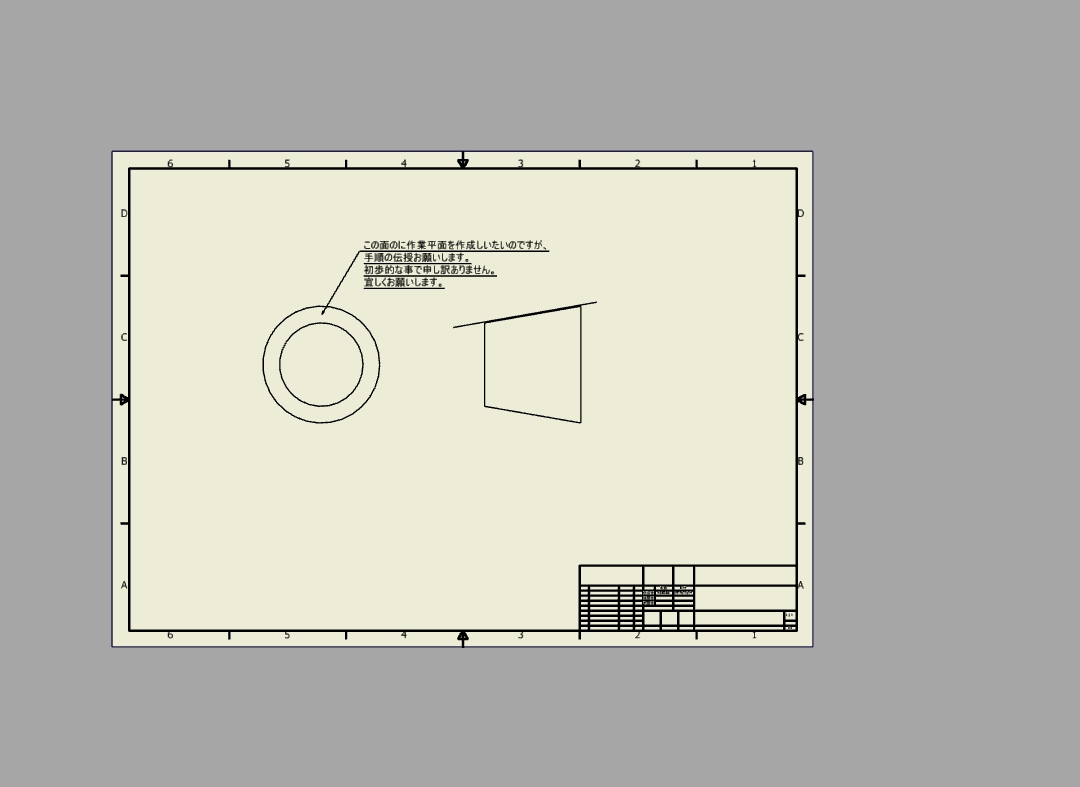 6 5 4 3 2 1
D D
この面のに作業平面を作成しいたいのですが、
手順の伝授お願いします。
初歩的な事で申し訳ありません。
宜しくお願いします。
C C
B B
A A
6 5 4 3 2 1